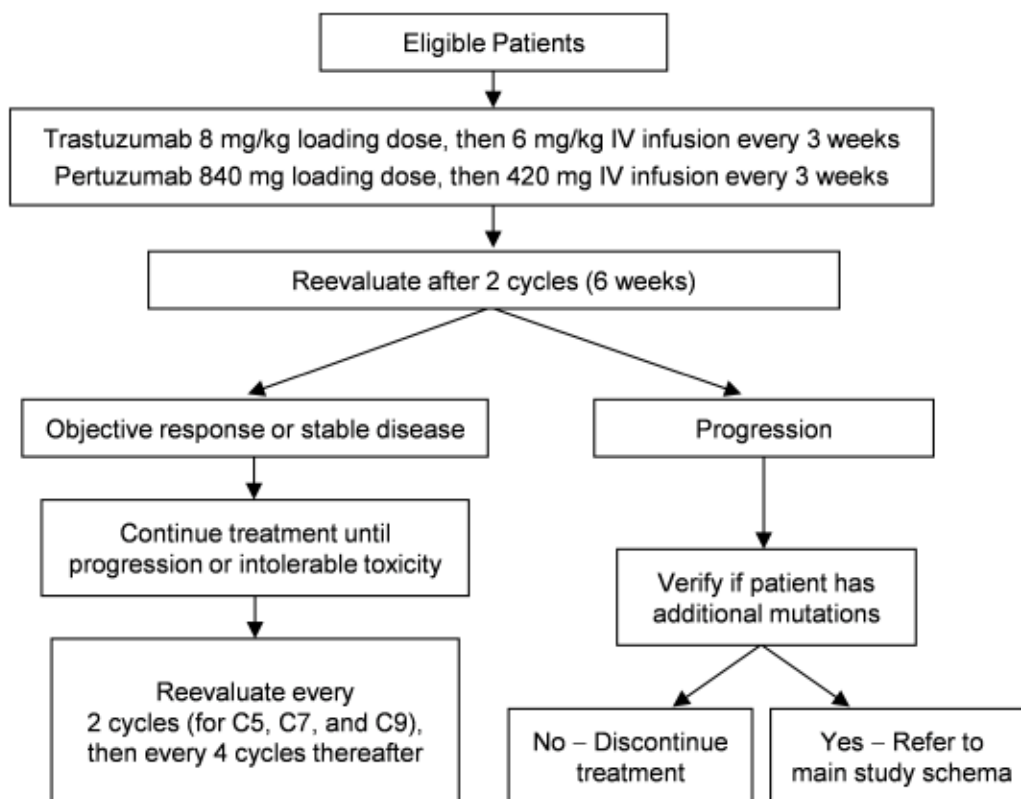 Eligible Patients
Trastuzumab 8 mg/kg loading dose, then 6 mg/kg IV infusion every 3 weeks
Pertuzumab 840 mg loading dose, then 420 mg IV infusion every 3 weeks
Reevaluate after 2 cycles (6 weeks)
Objective response or stable disease
Continue treatment until
progression or intolerable toxicity
Reevaluate every
2 cycles (for C5, C7, and C9),
then every 4 cycles thereafter
Progression
Verify if patient has
additional mutations
No – Discontinue
treatment
Yes – Refer to
main study schema